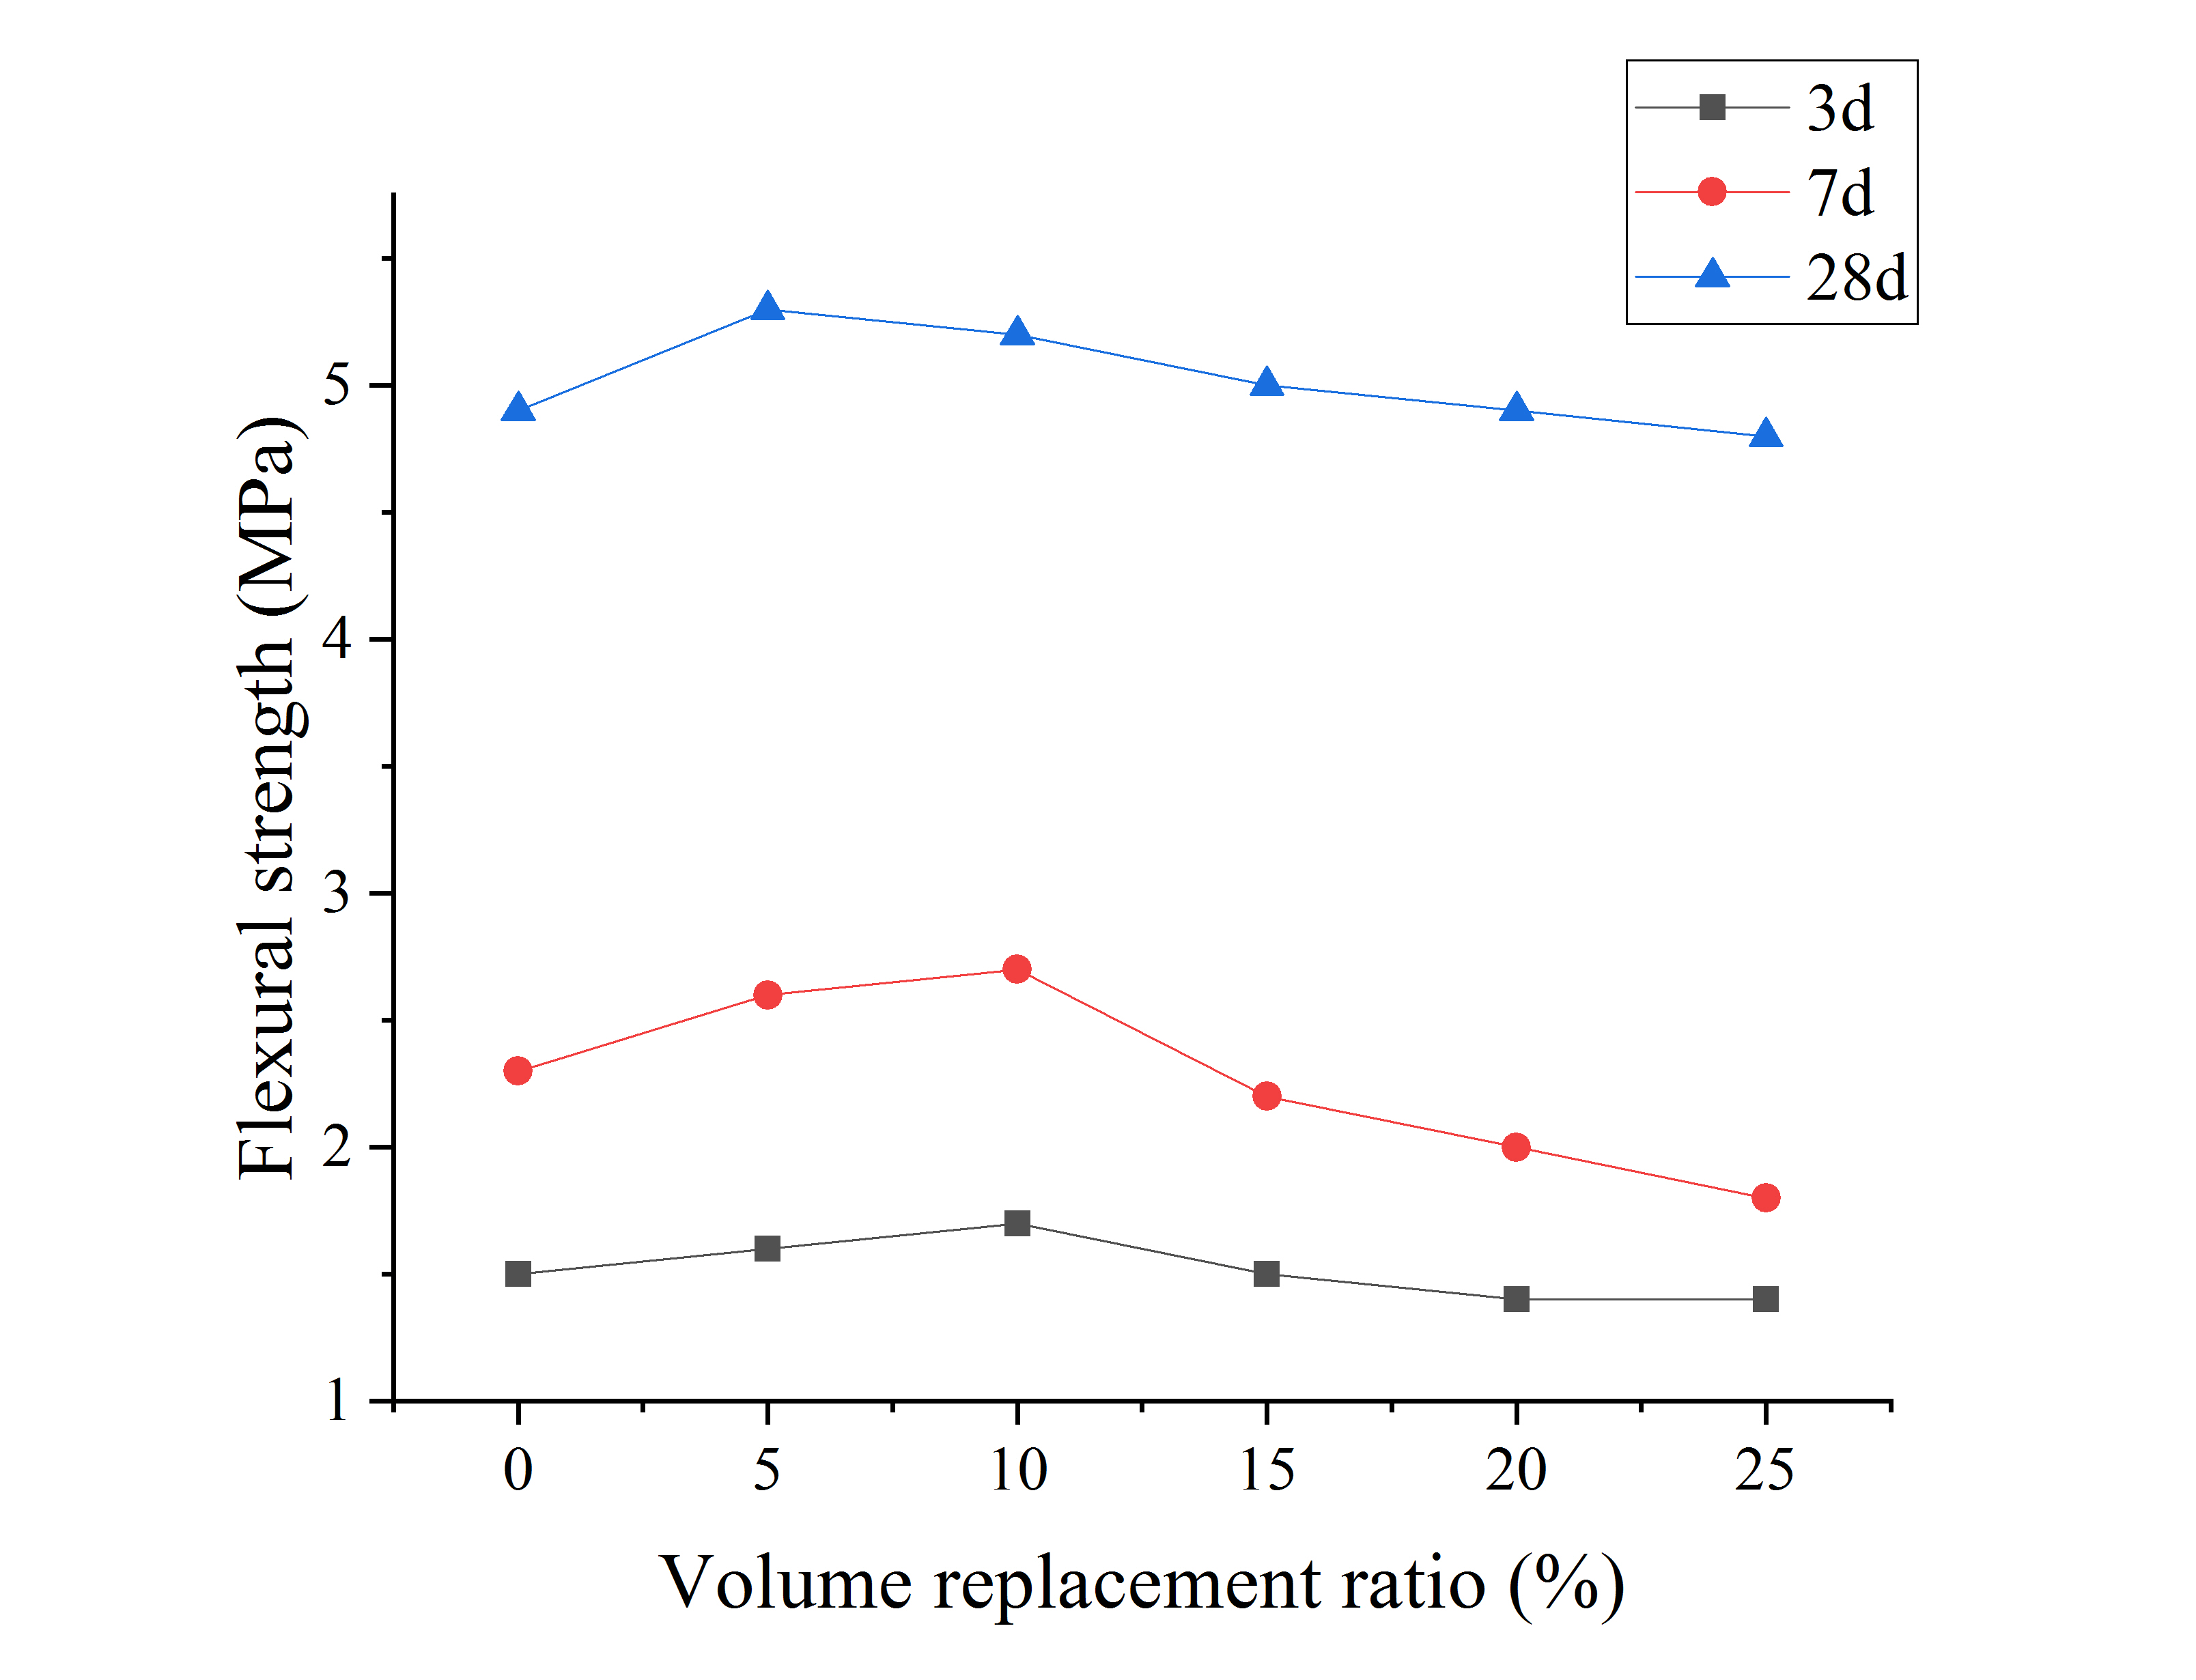 3d
7d
28d
Flexural strength (MPa)
5
4
3
2
1
0 5 10 15 20 25
Volume replacement ratio (%)